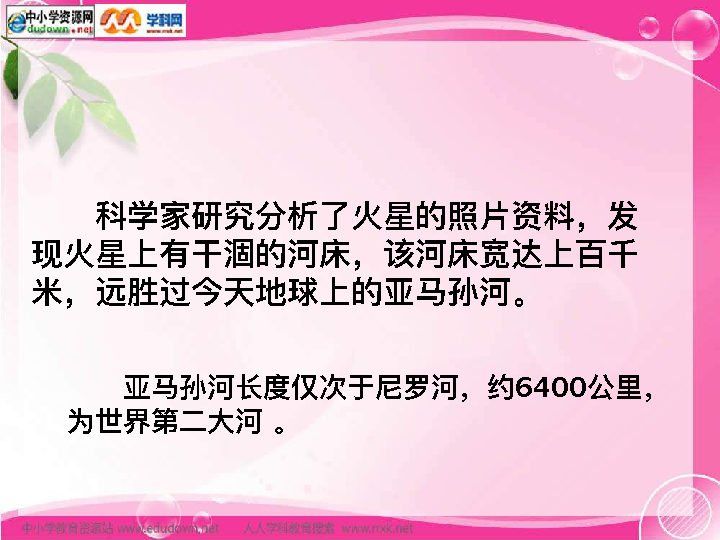 中小学资源网 学科网
dudown.net www.nxk.net
科学家研究分析了火星的照片资料，发
现火星上有干涸的河床，该河床宽达上百千
米，远胜过今天地球上的亚马孙河。
亚马孙河长度仅次于尼罗河，约6400公里，
为世界第二大河 。
中小学教育资源站 www.edudown.net 人人学科教育搜索 www.nxk.net